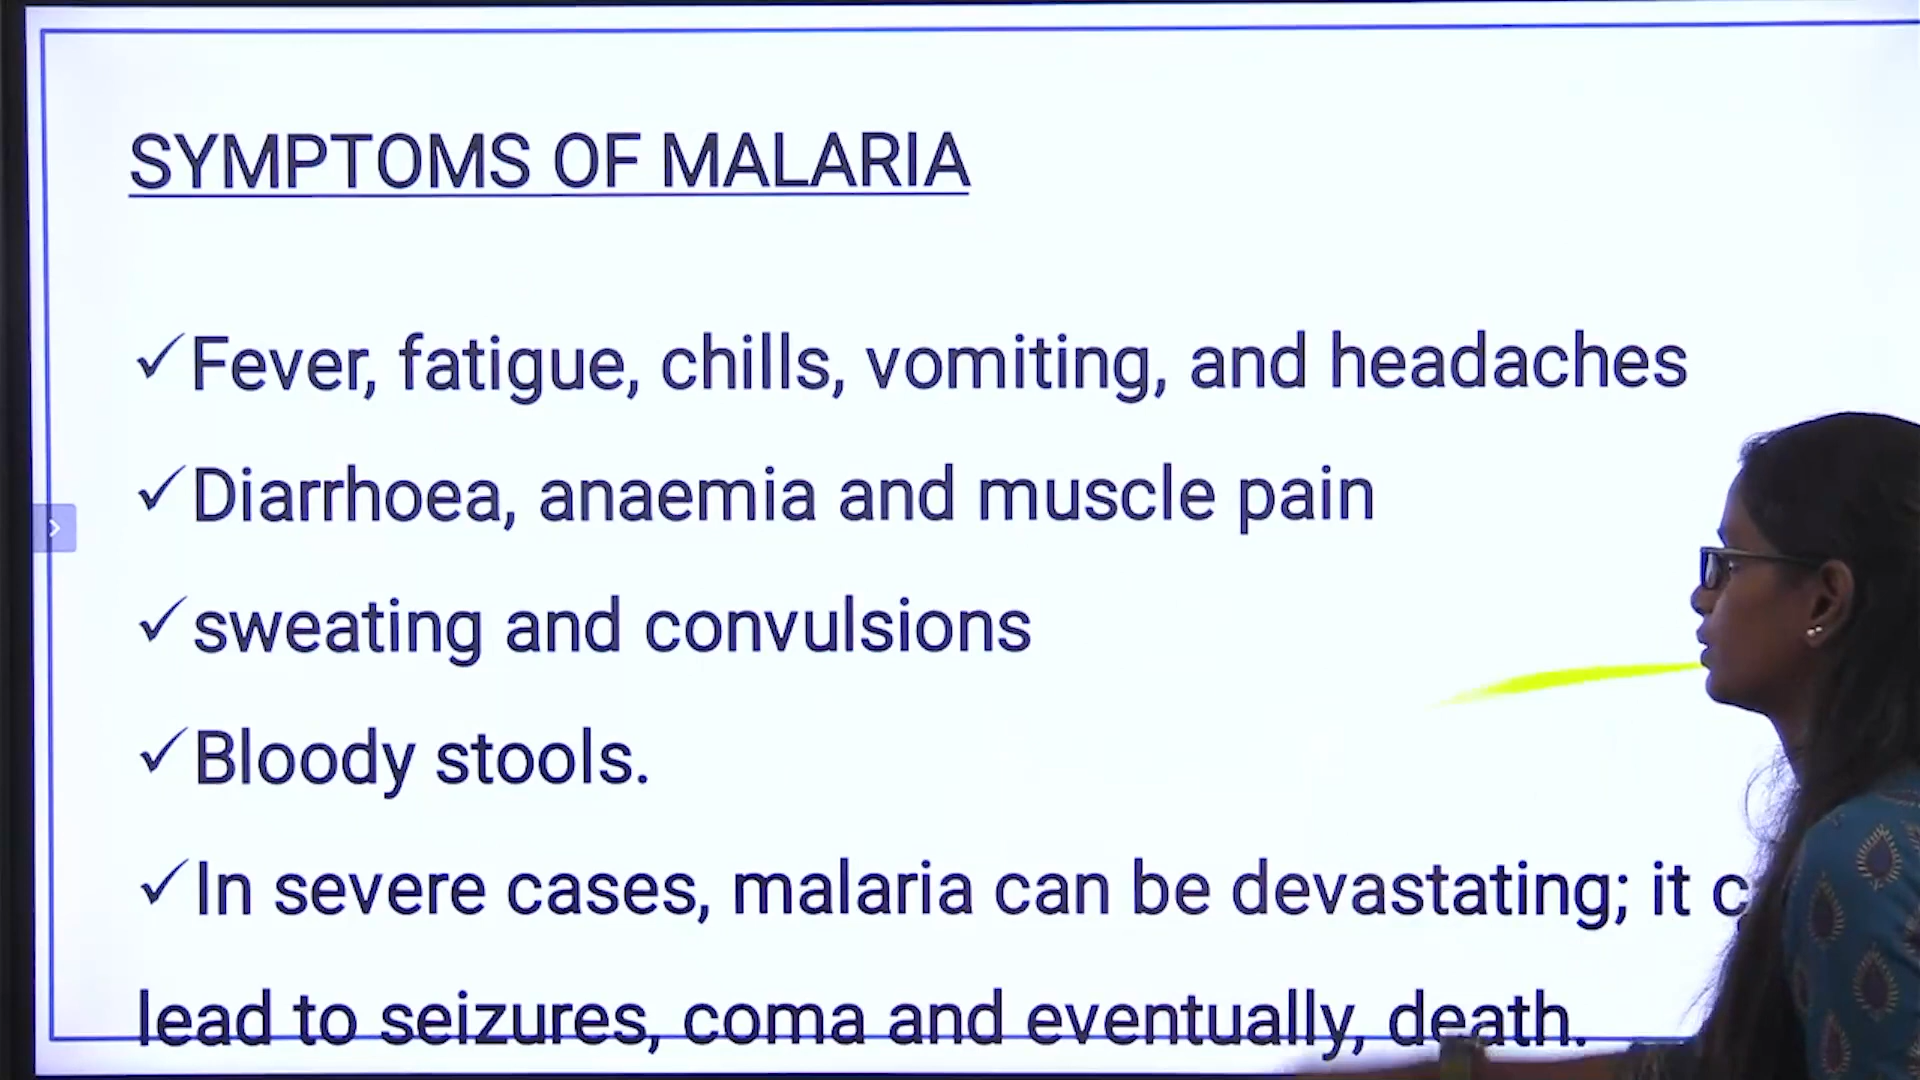 SYMPTOMS OF MALARIA
✓Fever, fatigue, chills, vomiting, and headaches
✓Diarrhoea, anaemia and muscle pain
✓sweating and convulsions
✓Bloody stools.
✓In severe cases, malaria can be devastating; it
lead to seizures, coma and eventually, death.